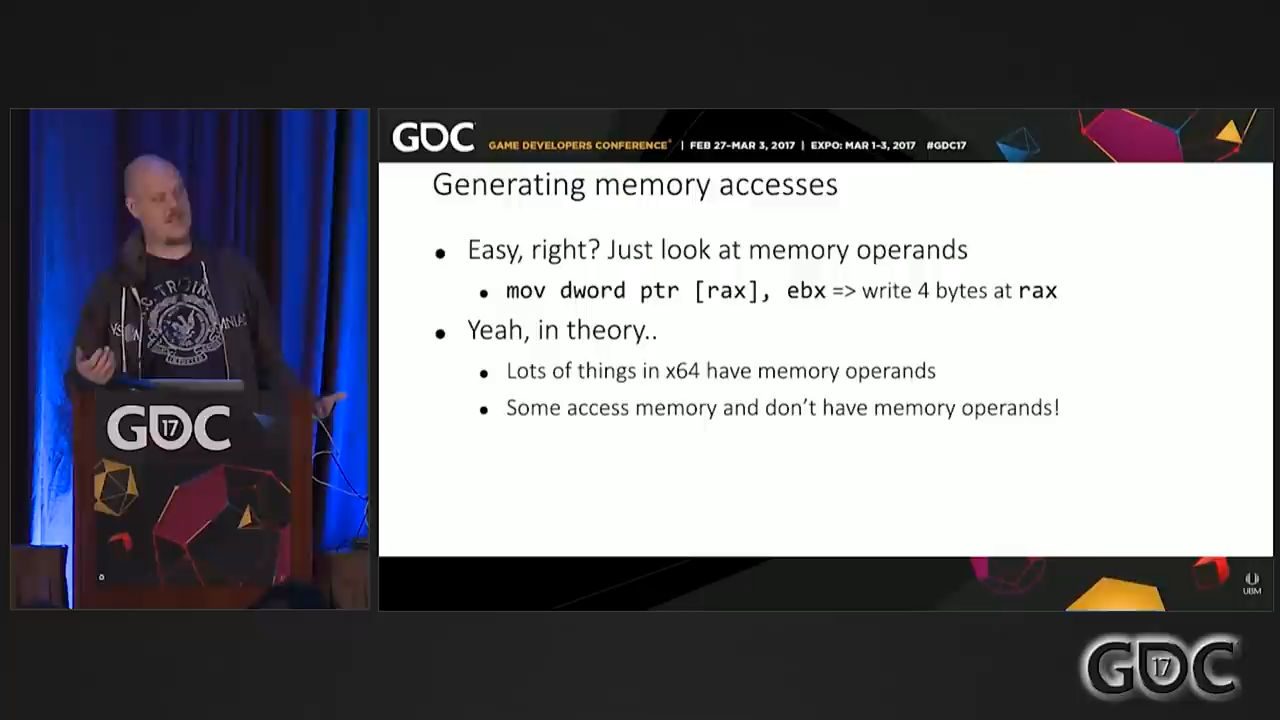 GDC GAME DEVELOPERS CONFERENCE® | FEB 27-MAR 3, 2017 | EXPO: MAR 1-3, 2017 #GDC17
Generating memory accesses
• Easy, right? Just look at memory operands
• mov dword ptr [rax], ebx => write 4 bytes at rax
• Yeah, in theory..
• Lots of things in x64 have memory operands
• Some access memory and don’t have memory operands!
GDC
17
UBM
GDC
17